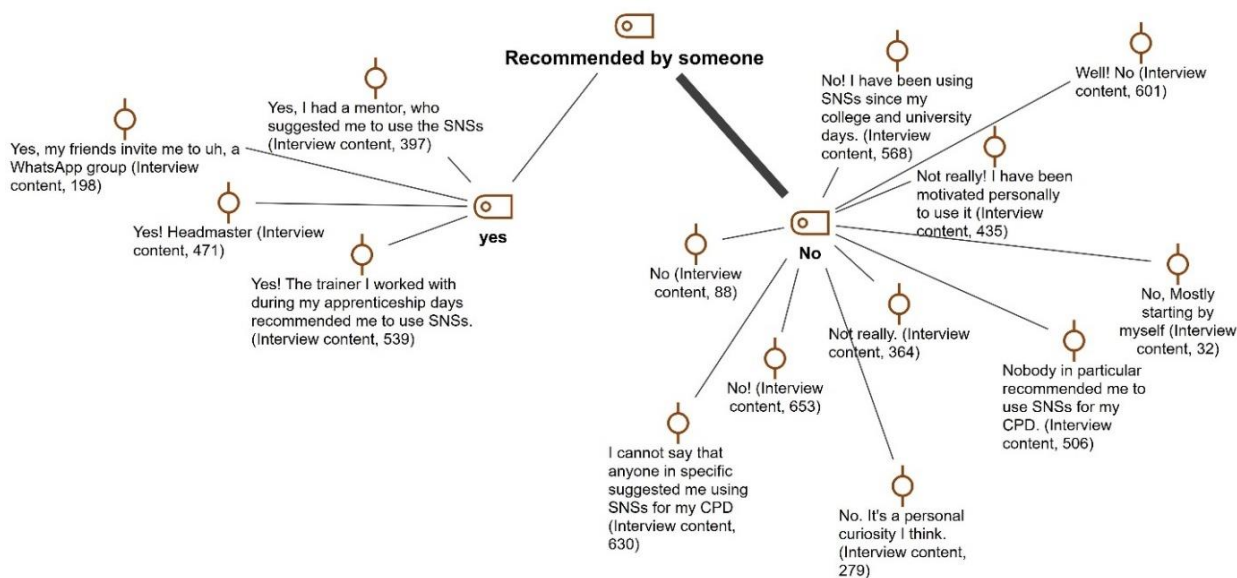 Recommended by someone
Yes, I had a mentor, who
suggested me to use the SNSs
(Interview content, 397)
Yes, my friends invite me to uh, a
WhatsApp group (Interview
content, 198)
Yes! Headmaster (Interview
content, 471)
Yes! The trainer I worked with
during my apprenticeship days
recommended me to use SNSs.
(Interview content, 539)
yes
No! I have been using
SNSs since my
college and university
days. (Interview
content, 568)
Well! No (Interview
content, 601)
Not really! I have been
motivated personally
to use it (Interview
content, 435)
No
No (Interview
content, 88)
No, Mostly
starting by
myself (Interview
content, 32)
Not really. (Interview
content, 364)
Nobody in particular
recommended me to
use SNSs for my
CPD. (Interview
content, 506)
No! (Interview
content, 653)
I cannot say that
anyone in specific
suggested me using
SNSs for my CPD
(Interview content,
630)
No. It's a personal
curiosity I think.
(Interview content,
279)